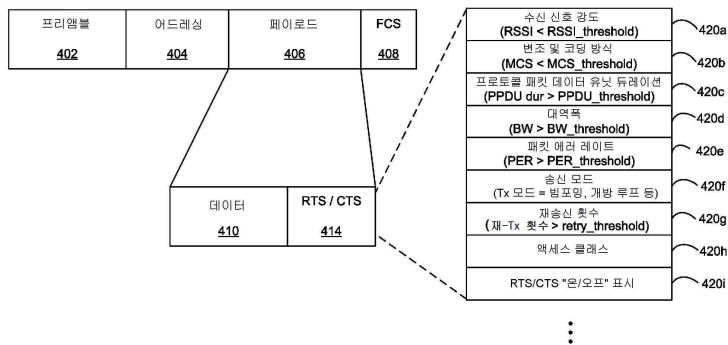 프리앰블
402
어드레싱
404
페이로드
406
FCS
408
데이터
410
RTS / CTS
414
수신 신호 강도
(RSSI < RSSI_threshold)
420a
변조 및 코딩 방식
(MCS < MCS_threshold)
420b
프로토콜 패킷 데이터 유닛 듀레이션
(PPDU dur > PPDU_threshold)
420c
대역폭
(BW > BW_threshold)
420d
패킷 에러 레이트
(PER > PER_threshold)
420e
송신 모드
(Tx 모드 = 빔포밍, 개방 루프 등)
420f
재송신 횟수
(재-Tx 횟수 > retry_threshold)
420g
액세스 클래스
420h
RTS/CTS "온/오프" 표시
420i